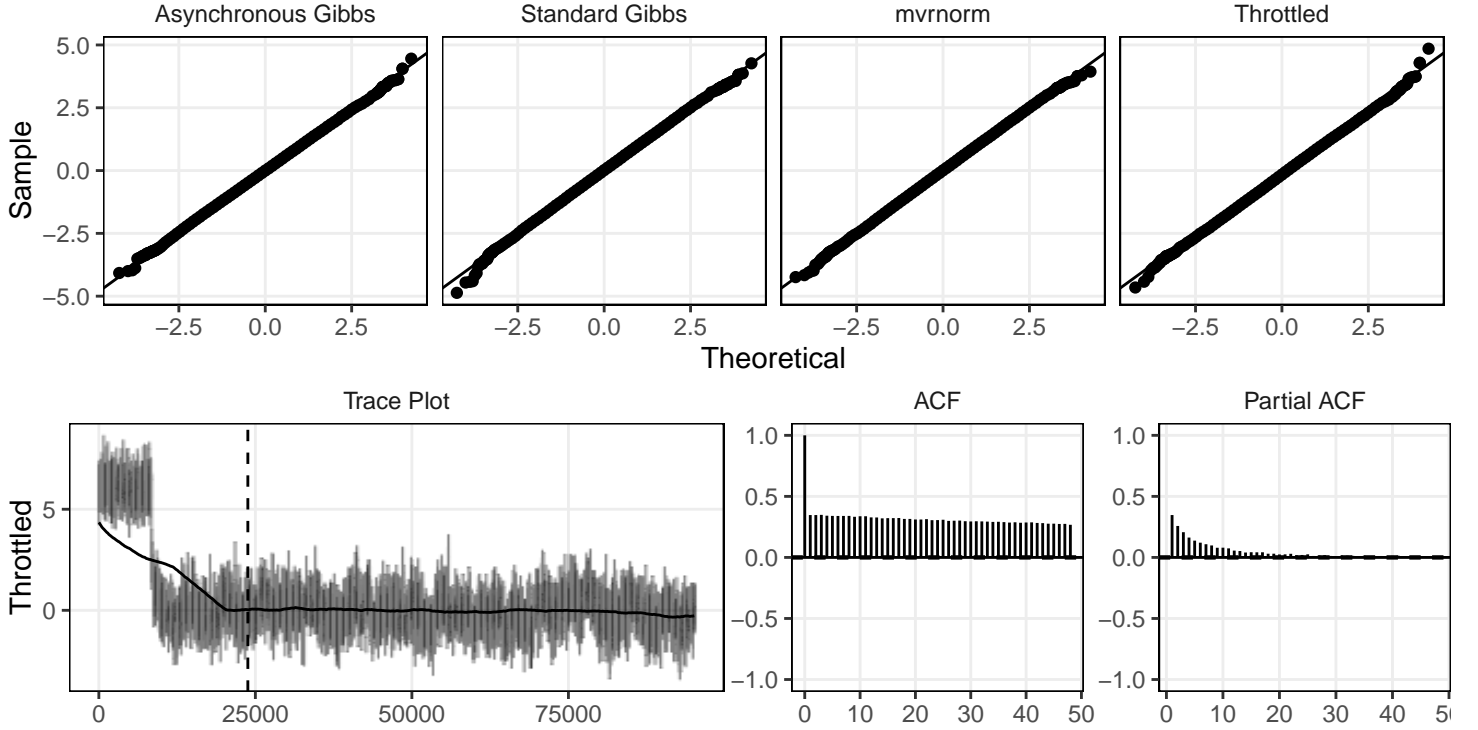 Asynchronous Gibbs Standard Gibbs mvrnorm Throttled
5.0
2.5
0.0
−2.5
−5.0
Sample
−2.5 0.0 2.5 −2.5 0.0 2.5 −2.5 0.0 2.5 −2.5 0.0 2.5
Theoretical
Trace Plot ACF Partial ACF
1.0 1.0
5 0.5 0.5
0 0.0 0.0
−0.5 −0.5
−1.0 −1.0
Throttled
0 25000 50000 75000 0 10 20 30 40 50 0 10 20 30 40 5